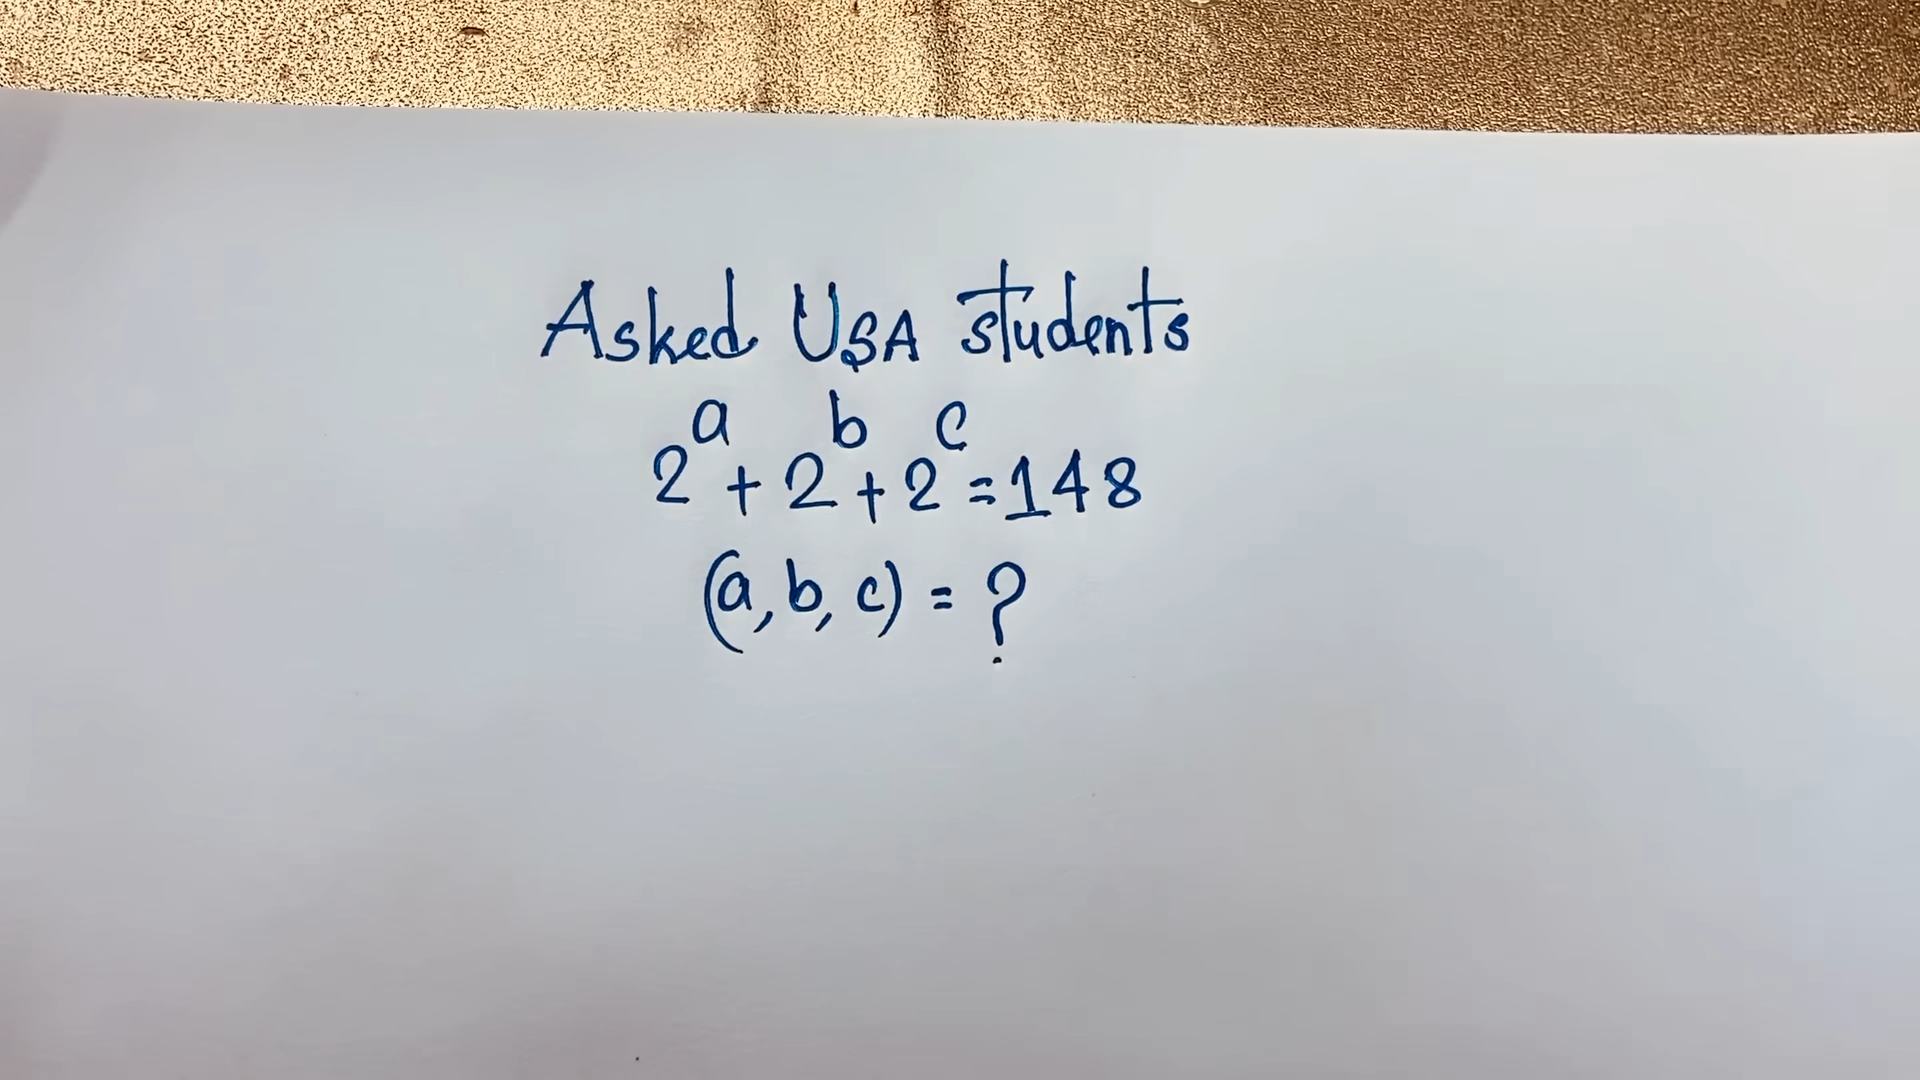 Asked USA students
2^a + 2^b + 2^c = 148
(a, b, c) = ?